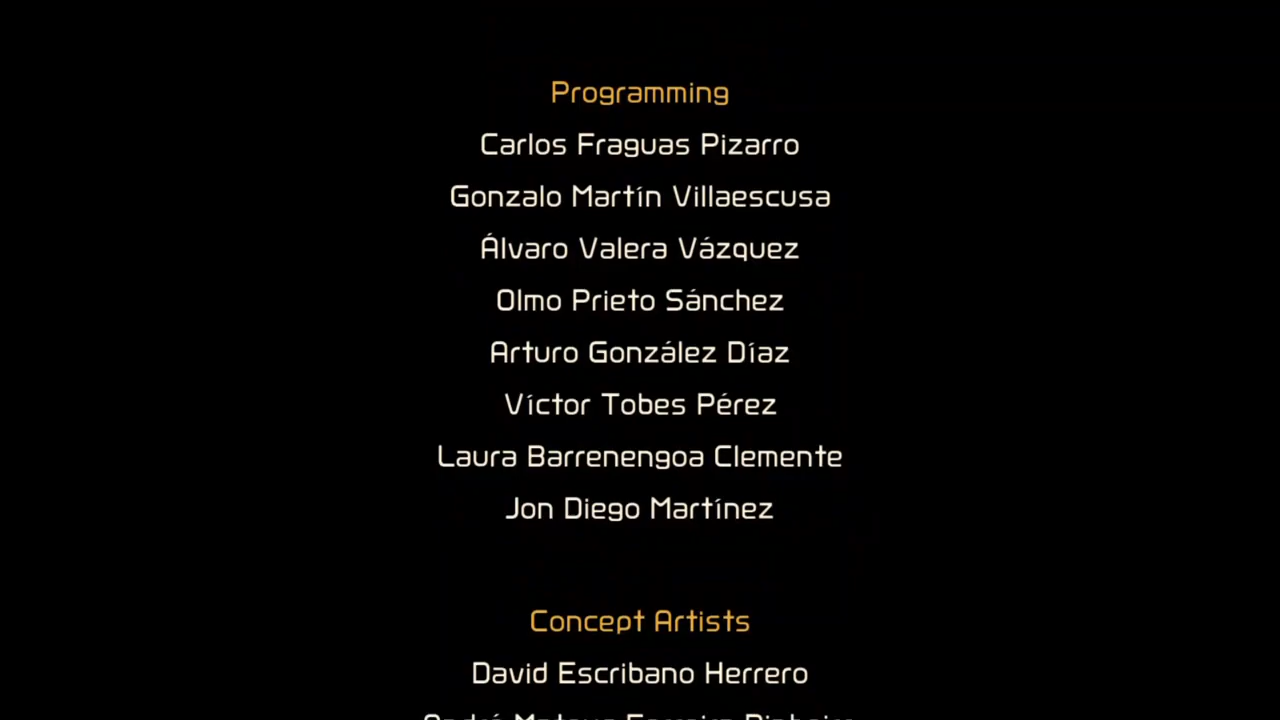 Programming
Carlos Fraguas Pizarro
Gonzalo Martín Villaescusa
Álvaro Valera Vázquez
Olmo Prieto Sánchez
Arturo González Díaz
Víctor Tobes Pérez
Laura Barrenengoa Clemente
Jon Diego Martínez
Concept Artists
David Escribano Herrero